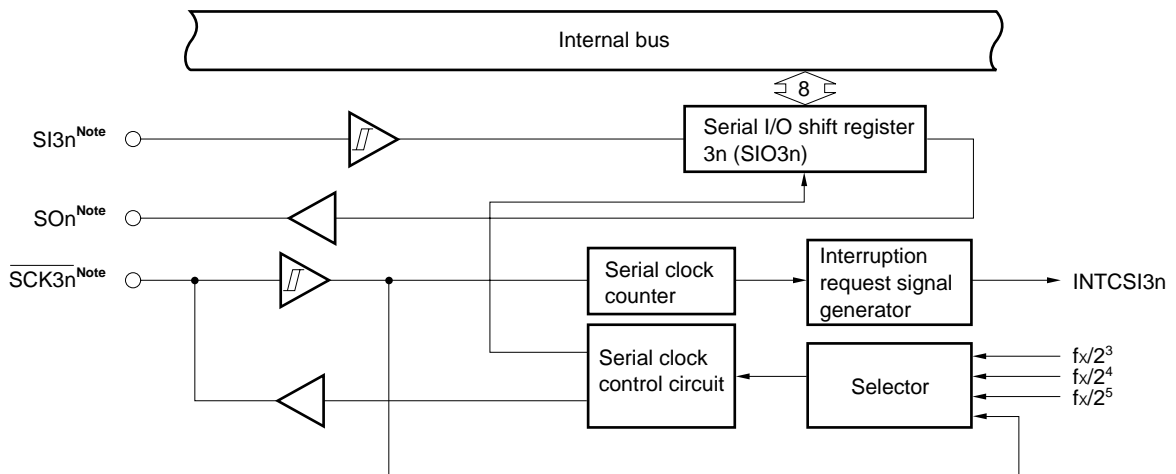 Internal bus
8
SI3nNote
Serial I/O shift register
3n (SIO3n)
SOnNote
SCK3nNote
Serial clock
counter
Interruption
request signal
generator
INTCSI3n
Serial clock
control circuit
Selector
fX/2³
fX/2⁴
fX/2⁵